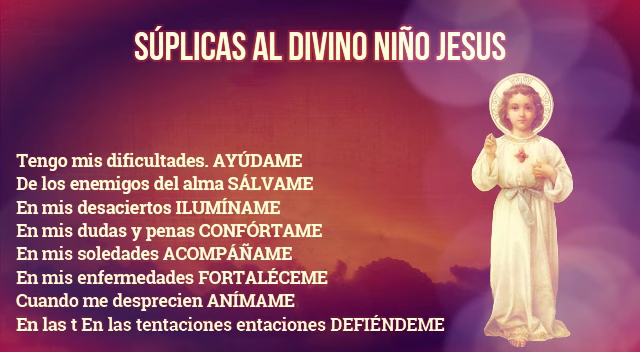 SÚPLICAS AL DIVINO NIÑO JESUS
Tengo mis dificultades. AYÚDAME
De los enemigos del alma SÁLVAME
En mis desaciertos ILUMÍNAME
En mis dudas y penas CONFÓRTAME
En mis soledades ACOMPÁÑAME
En mis enfermedades FORTALÉCEME
Cuando me desprecien ANÍMAME
En las t En las tentaciones entaciones DEFIÉNDEME